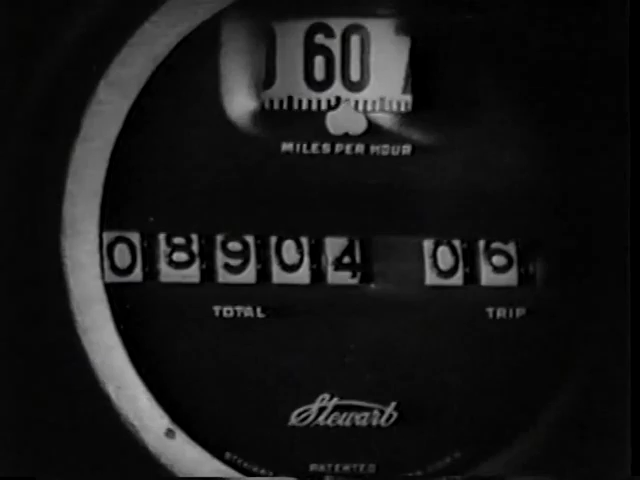 60
MILES PER HOUR
08904 06
TOTAL TRIP
Stewart
PATENTED